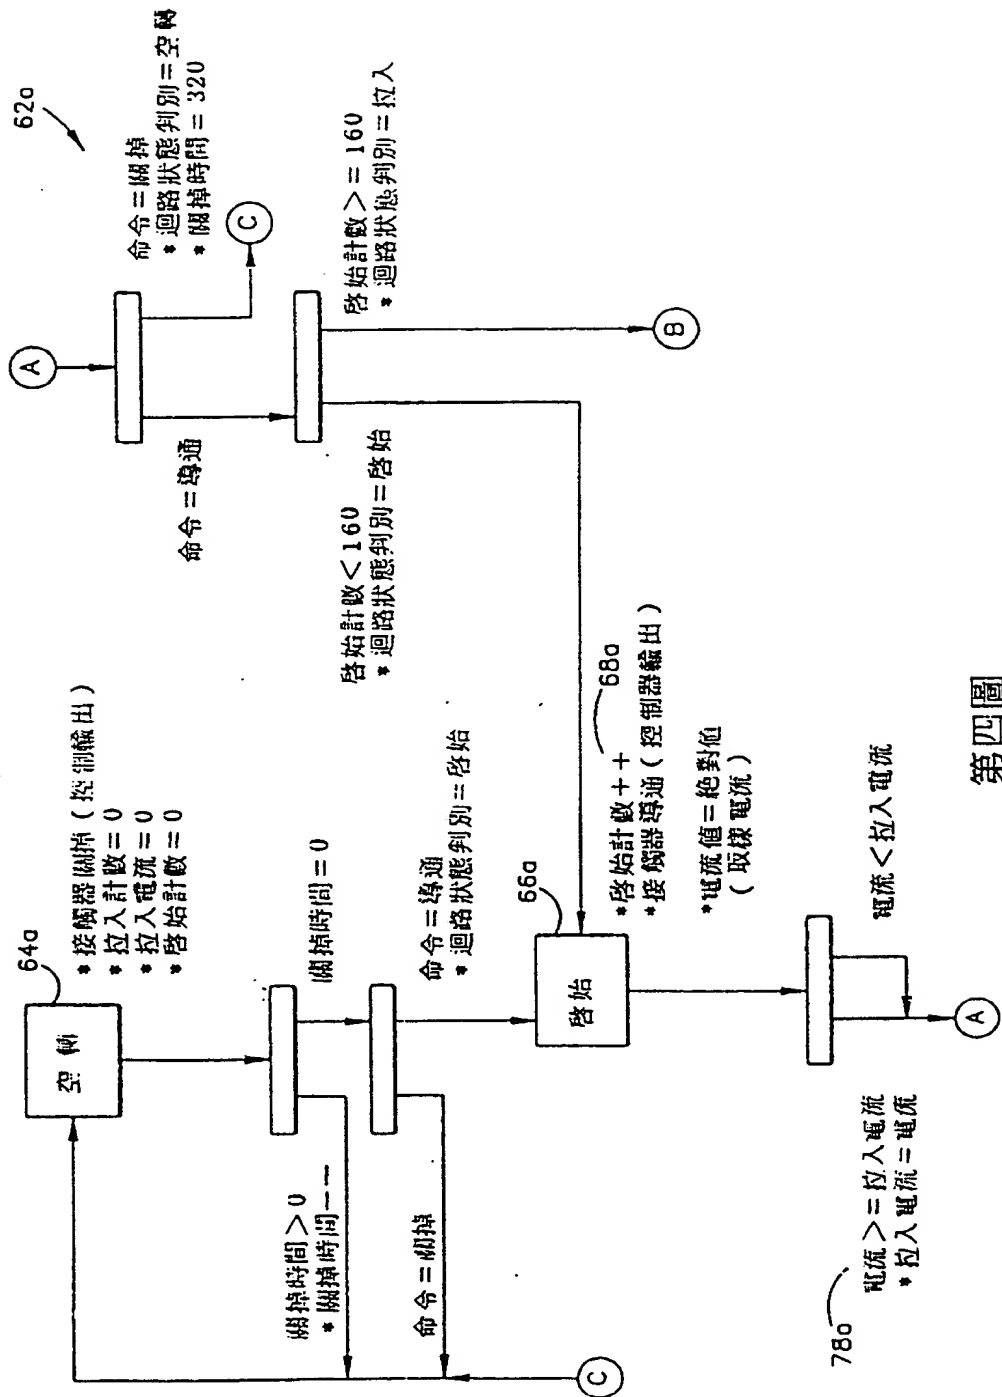 62a
64a
空轉
* 接觸器關掉（控制輸出）
* 拉入計數＝0
* 拉入電流＝0
* 啓始計數＝0
關掉時間＞0
* 關掉時間－－
關掉時間＝0
命令＝關掉
命令＝導通
* 迴路狀態判別＝啓始
C
66a
啓始
68a
*啓始計數＋＋
*接觸器導通（控制器輸出）
*電流值＝絕對值
（取樣電流）
78a
電流＞＝拉入電流
* 拉入電流＝電流
電流＜拉入電流
A
A
命令＝關掉
* 迴路狀態判別＝空轉
* 關掉時間＝320
C
命令＝導通
啓始計數＜160
* 迴路狀態判別＝啓始
啓始計數＞＝160
* 迴路狀態判別＝拉入
B
第四圖